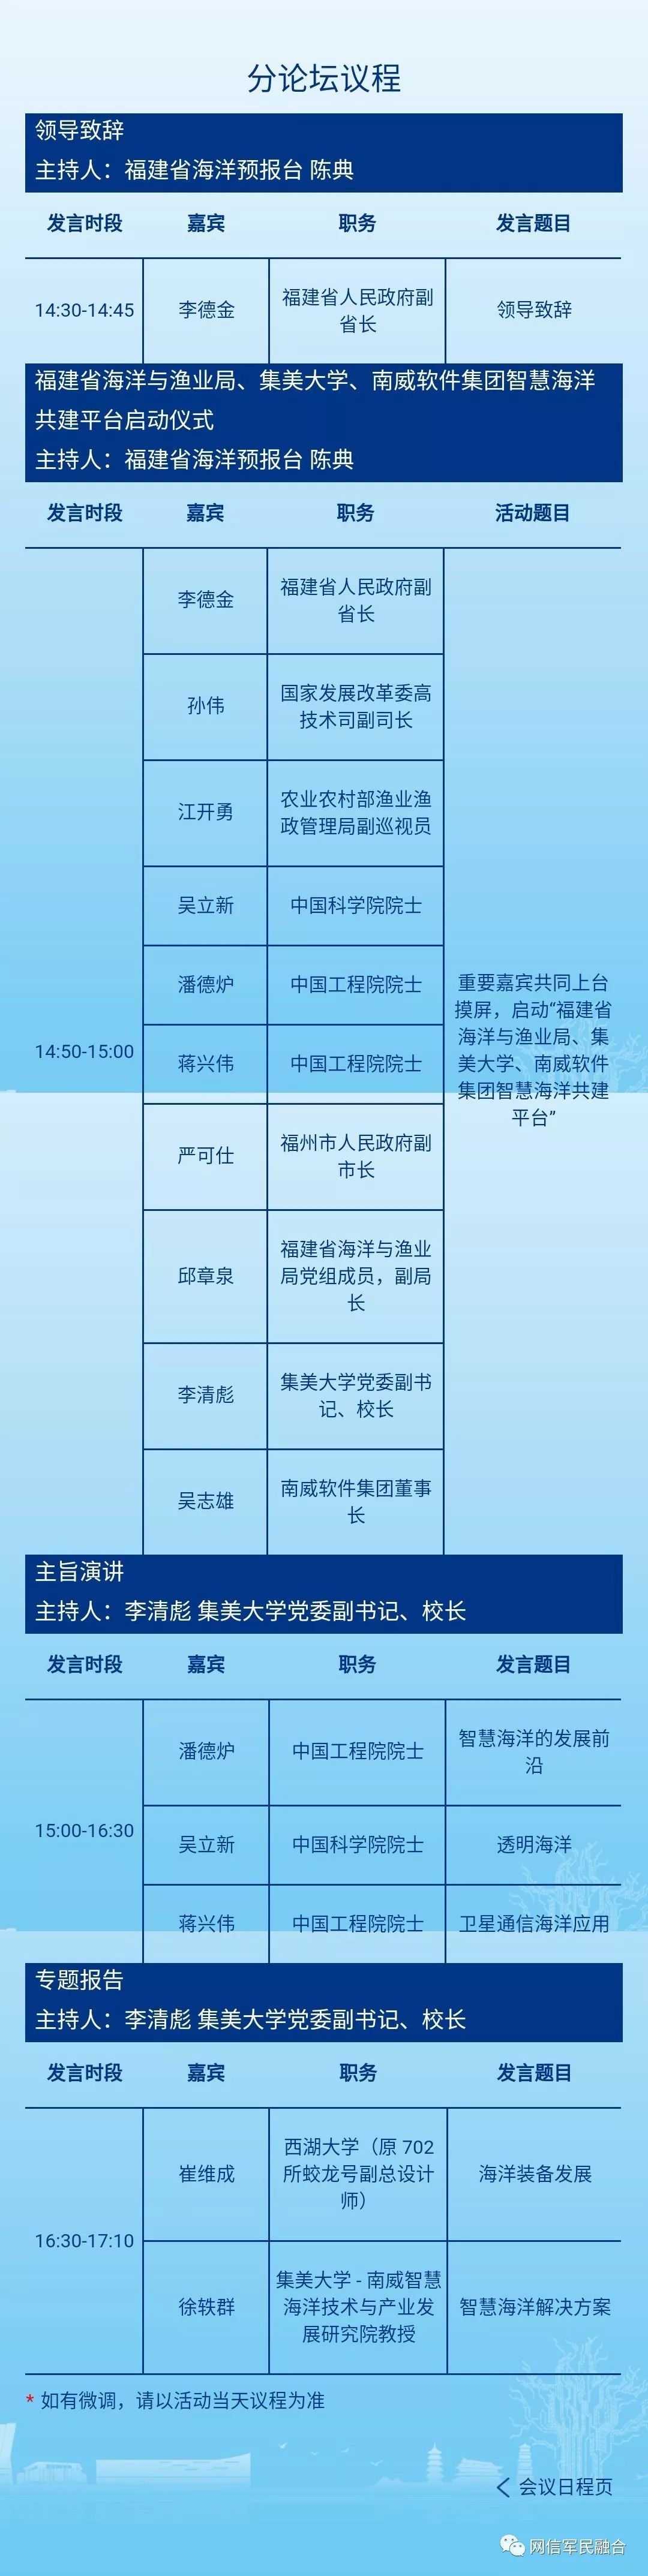 分论坛议程
领导致辞
主持人：福建省海洋预报台 陈典
发言时段 嘉宾 职务 发言题目
14:30-14:45 李德金 福建省人民政府副
省长 领导致辞
福建省海洋与渔业局、集美大学、南威软件集团智慧海洋
共建平台启动仪式
主持人：福建省海洋预报台 陈典
发言时段 嘉宾 职务 活动题目
李德金 福建省人民政府副
省长
孙伟 国家发展改革委高
技术司副司长
江开勇 农业农村部渔业渔
政管理局副巡视员
吴立新 中国科学院院士
潘德炉 中国工程院院士
14:50-15:00
蒋兴伟 中国工程院院士
重要嘉宾共同上台
摸屏，启动“福建省
海洋与渔业局、集
美大学、南威软件
集团智慧海洋共建
平台”
严可仕 福州市人民政府副
市长
邱章泉 福建省海洋与渔业
局党组成员，副局
长
李清彪 集美大学党委副书
记、校长
吴志雄 南威软件集团董事
长
主旨演讲
主持人：李清彪 集美大学党委副书记、校长
发言时段 嘉宾 职务 发言题目
潘德炉 中国工程院院士 智慧海洋的发展前
沿
15:00-16:30
吴立新 中国科学院院士 透明海洋
蒋兴伟 中国工程院院士 卫星通信海洋应用
专题报告
主持人：李清彪 集美大学党委副书记、校长
发言时段 嘉宾 职务 发言题目
崔维成 西湖大学（原 702
所蛟龙号副总设计
师） 海洋装备发展
16:30-17:10
徐轶群 集美大学 - 南威智慧
海洋技术与产业发
展研究院教授 智慧海洋解决方案
* 如有微调，请以活动当天议程为准
< 会议日程页
网信军民融合